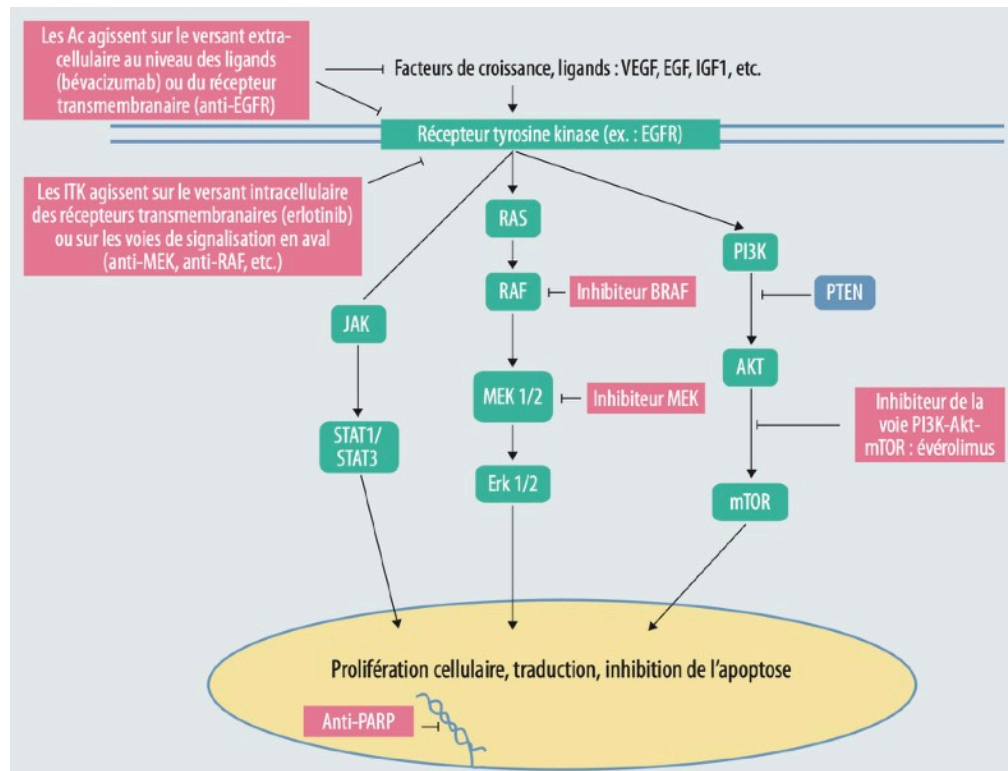 Les Ac agissent sur le versant extra-
cellulaire au niveau des ligands
(bévacizumab) ou du récepteur
transmembranaire (anti-EGFR)
Facteurs de croissance, ligands : VEGF, EGF, IGF1, etc.
Récepteur tyrosine kinase (ex. : EGFR)
Les ITK agissent sur le versant intracellulaire
des récepteurs transmembranaires (erlotinib)
ou sur les voies de signalisation en aval
(anti-MEK, anti-RAF, etc.)
RAS
PI3K
RAF
Inhibiteur BRAF
PTEN
JAK
AKT
MEK 1/2
Inhibiteur MEK
Inhibiteur de la
voie PI3K-Akt-
mTOR : évérolimus
STAT1/
STAT3
Erk 1/2
mTOR
Prolifération cellulaire, traduction, inhibition de l'apoptose
Anti-PARP